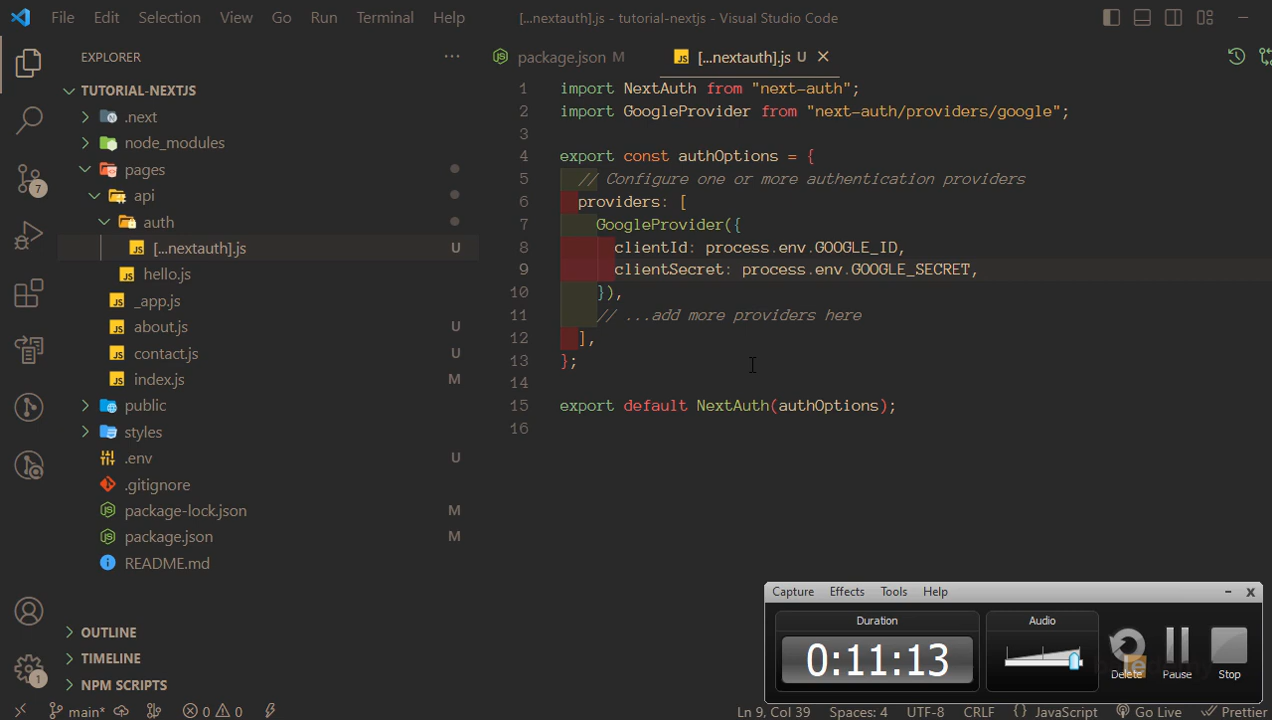 File Edit Selection View Go Run Terminal Help
[...nextauth].js - tutorial-nextjs - Visual Studio Code
EXPLORER
TUTORIAL-NEXTJS
.next
node_modules
pages
api
auth
[...nextauth].js U
hello.js
_app.js
about.js U
contact.js U
index.js M
public
styles
.env U
.gitignore
package-lock.json M
package.json M
README.md
OUTLINE
TIMELINE
NPM SCRIPTS
7
1
package.json M
[...nextauth].js U
1 import NextAuth from "next-auth";
2 import GoogleProvider from "next-auth/providers/google";
3
4 export const authOptions = {
5 // Configure one or more authentication providers
6 providers: [
7 GoogleProvider({
8 clientId: process.env.GOOGLE_ID,
9 clientSecret: process.env.GOOGLE_SECRET,
10 }),
11 // ...add more providers here
12 ],
13 };
14
15 export default NextAuth(authOptions);
16
Capture Effects Tools Help
Duration
0:11:13
Audio
Delete
Pause
Stop
main* 0 0
Ln 9, Col 39 Spaces: 4 UTF-8 CRLF {} JavaScript Go Live Prettier